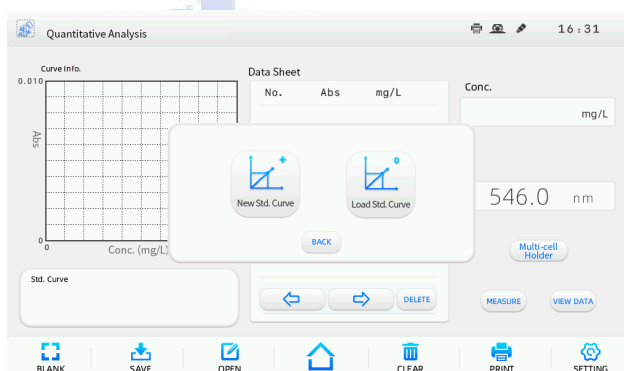 Quantitative Analysis
16:31
Curve Info.
0.010
Abs
0
0
Conc. (mg/L)
Std. Curve
Data Sheet
No. Abs mg/L
New Std. Curve
Load Std. Curve
BACK
DELETE
Conc.
mg/L
546.0 nm
Multi-cell
Holder
MEASURE
VIEW DATA
BLANK
SAVE
OPEN
CLEAR
PRINT
SETTING